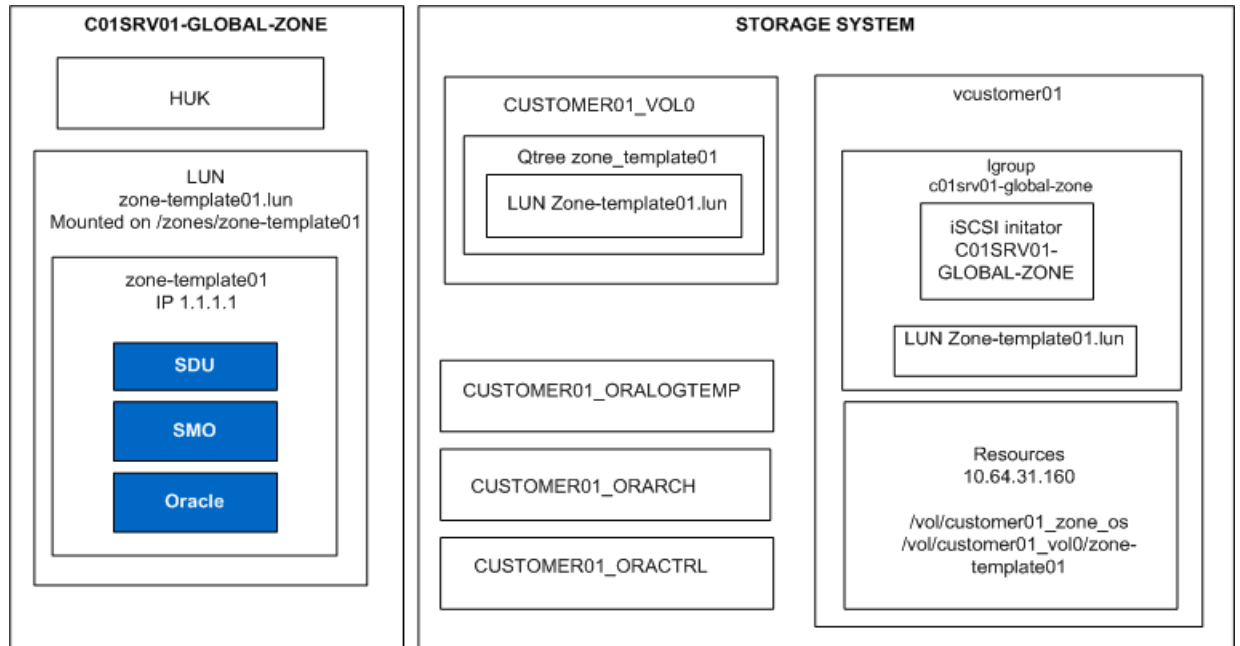 C01SRV01-GLOBAL-ZONE
HUK
LUN
zone-template01.lun
Mounted on /zones/zone-template01
zone-template01
IP 1.1.1.1
SDU
SMO
Oracle
STORAGE SYSTEM
CUSTOMER01_VOL0
Qtree zone_template01
LUN Zone-template01.lun
CUSTOMER01_ORALOGTEMP
CUSTOMER01_ORARCH
CUSTOMER01_ORACTRL
vcustomer01
Igroup
c01srv01-global-zone
iSCSI initator
C01SRV01-
GLOBAL-ZONE
LUN Zone-template01.lun
Resources
10.64.31.160
/vol/customer01_zone_os
/vol/customer01_vol0/zone-
template01